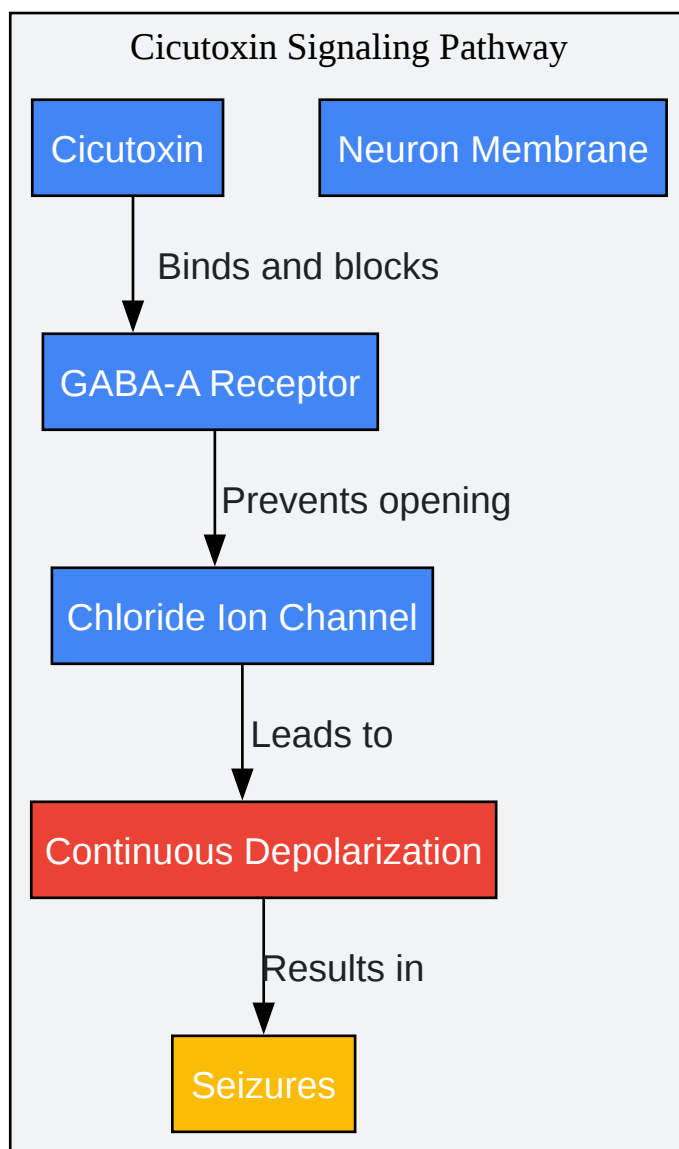 Cicutoxin Signaling Pathway
Cicutoxin
Neuron Membrane
Binds and blocks
GABA-A Receptor
Prevents opening
Chloride Ion Channel
Leads to
Continuous Depolarization
Results in
Seizures